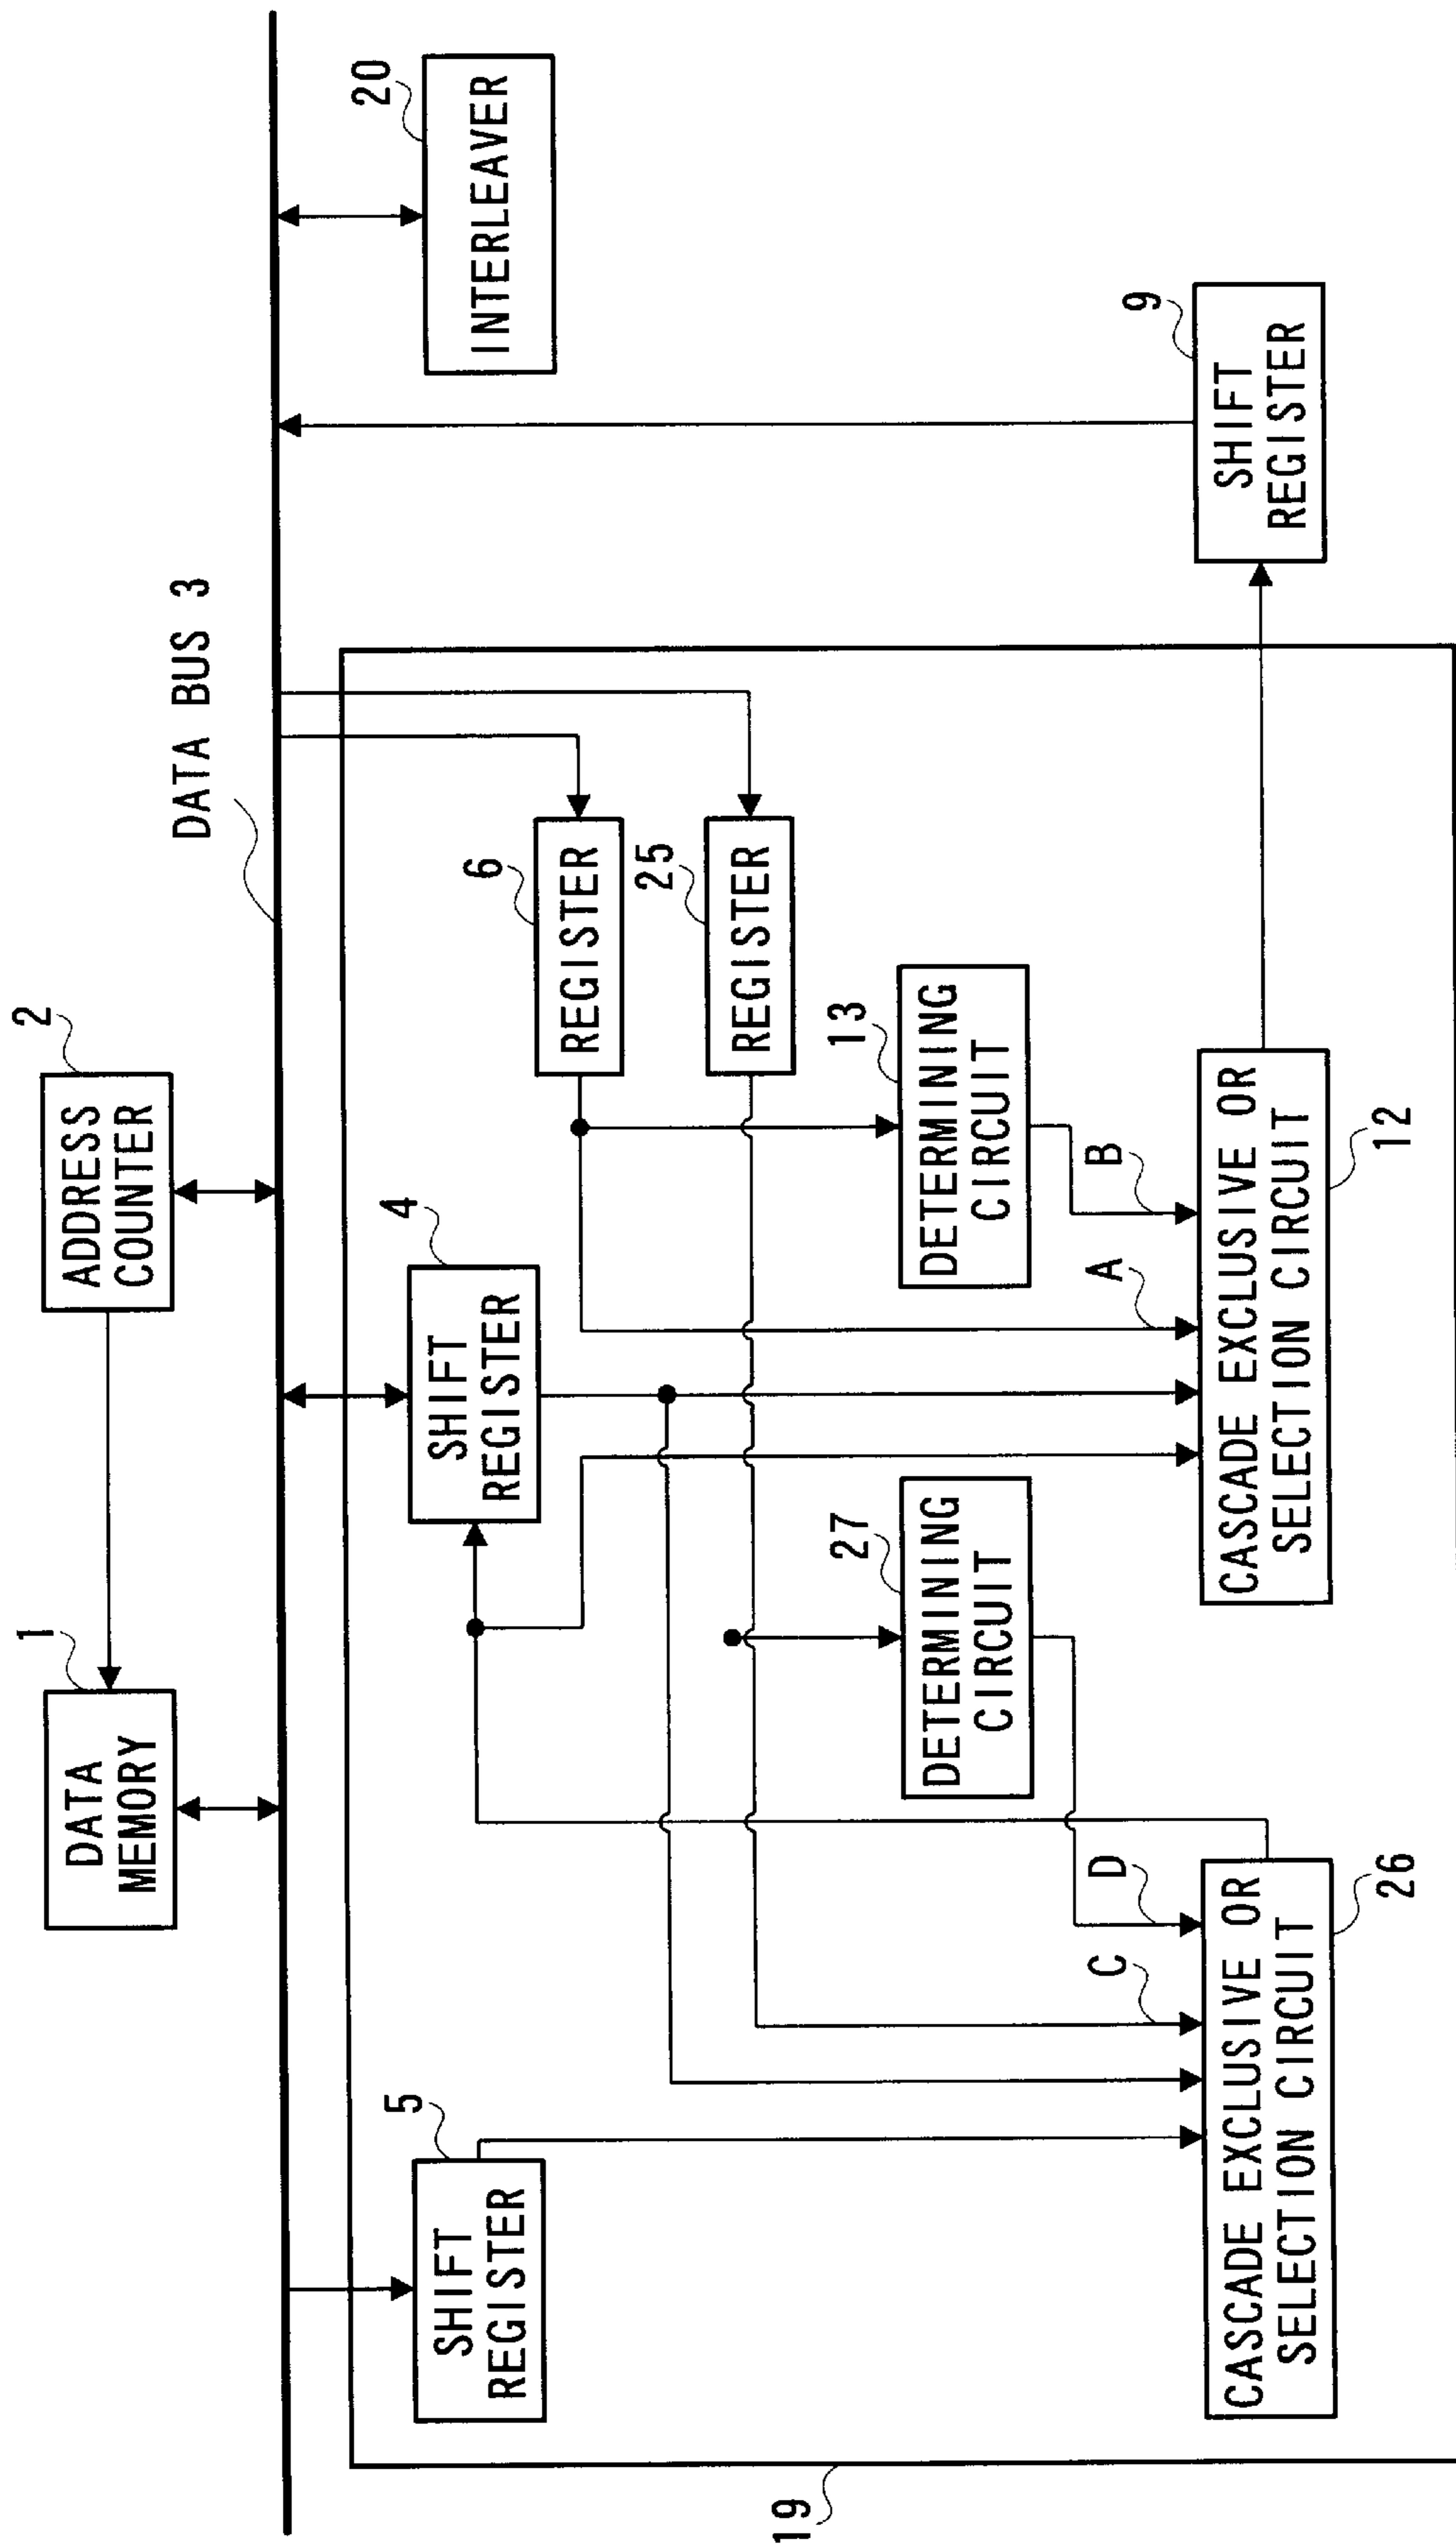 1
DATA
MEMORY
2
ADDRESS
COUNTER
DATA BUS 3
20
INTERLEAVER
5
SHIFT
REGISTER
4
SHIFT
REGISTER
6
REGISTER
25
REGISTER
27
DETERMINING
CIRCUIT
13
DETERMINING
CIRCUIT
9
SHIFT
REGISTER
C
D
A
B
CASCADE EXCLUSIVE OR
SELECTION CIRCUIT
26
CASCADE EXCLUSIVE OR
SELECTION CIRCUIT
12
19